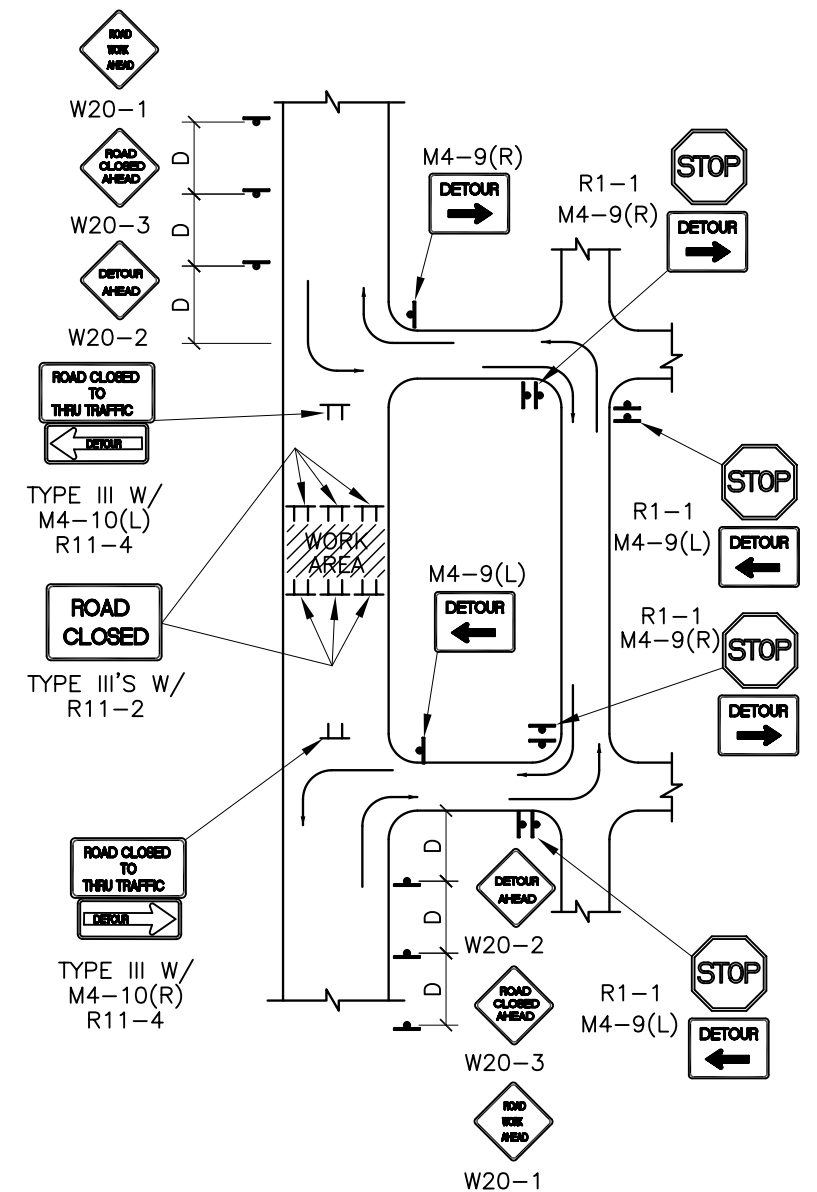 ROAD
WORK
AHEAD
W20-1
ROAD
CLOSED
AHEAD
W20-3
DETOUR
AHEAD
W20-2
D
D
D
M4-9(R)
DETOUR
R1-1
M4-9(R)
STOP
DETOUR
ROAD CLOSED
TO
THRU TRAFFIC
DETOUR
TYPE III W/
M4-10(L)
R11-4
WORK
AREA
R1-1
M4-9(L)
STOP
DETOUR
ROAD
CLOSED
TYPE III'S W/
R11-2
M4-9(L)
DETOUR
R1-1
M4-9(R)
STOP
DETOUR
ROAD CLOSED
TO
THRU TRAFFIC
DETOUR
TYPE III W/
M4-10(R)
R11-4
D
D
D
DETOUR
AHEAD
W20-2
ROAD
CLOSED
AHEAD
W20-3
ROAD
WORK
AHEAD
W20-1
R1-1
M4-9(L)
STOP
DETOUR